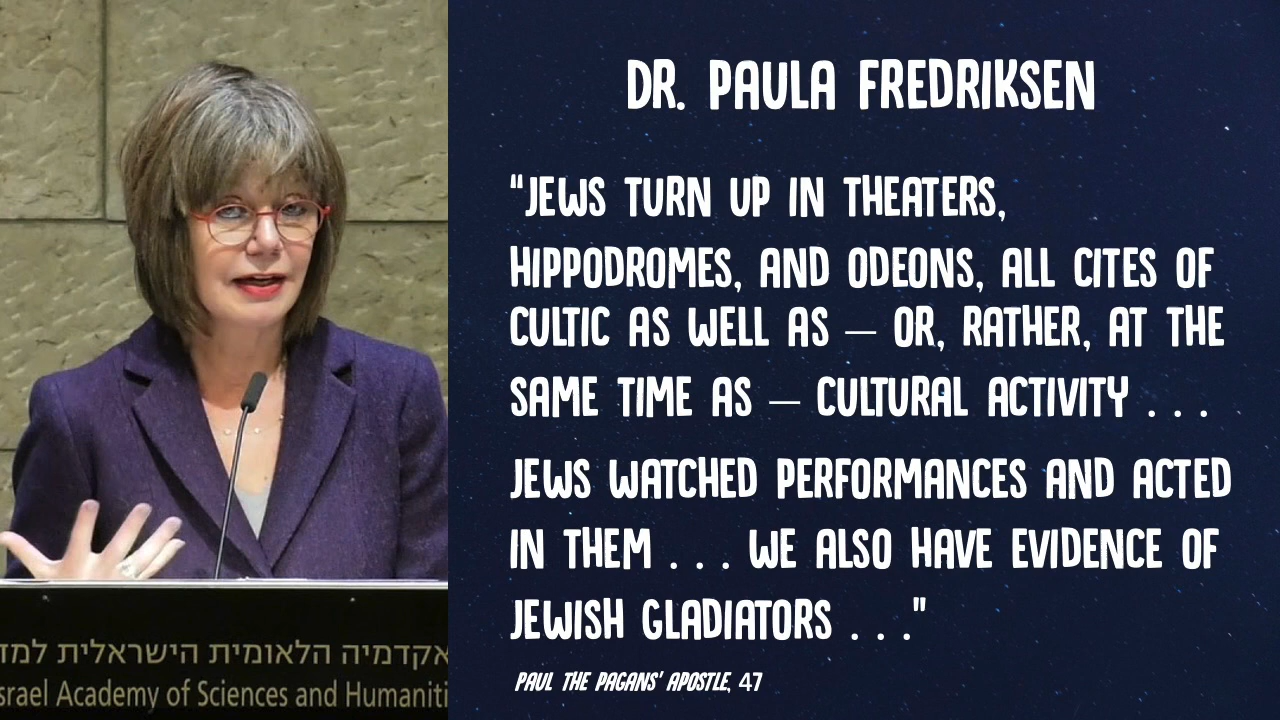 DR. PAULA FREDRIKSEN
"JEWS TURN UP IN THEATERS,
HIPPODROMES, AND ODEONS, ALL CITES OF
CULTIC AS WELL AS — OR, RATHER, AT THE
SAME TIME AS — CULTURAL ACTIVITY . . .
JEWS WATCHED PERFORMANCES AND ACTED
IN THEM . . . WE ALSO HAVE EVIDENCE OF
JEWISH GLADIATORS . . ."
PAUL THE PAGANS' APOSTLE, 47
אקדמיה הלאומית הישראלית למד
srael Academy of Sciences and Humaniti